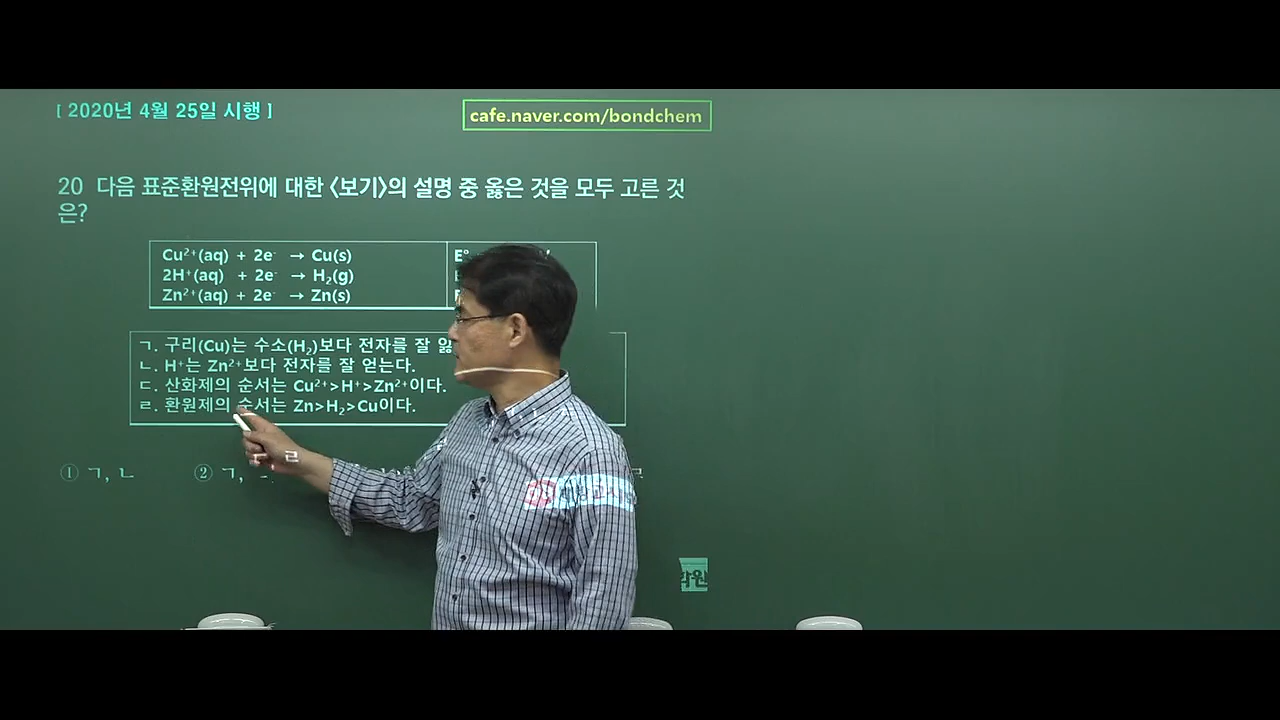 [ 2020년 4월 25일 시행 ]
cafe.naver.com/bondchem
20 다음 표준환원전위에 대한 <보기>의 설명 중 옳은 것을 모두 고른 것
은?
Cu²⁺(aq) + 2e⁻ → Cu(s) E°
2H⁺(aq) + 2e⁻ → H₂(g)
Zn²⁺(aq) + 2e⁻ → Zn(s)
ㄱ. 구리(Cu)는 수소(H₂)보다 전자를 잘 잃
ㄴ. H⁺는 Zn²⁺보다 전자를 잘 얻는다.
ㄷ. 산화제의 순서는 Cu²⁺>H⁺>Zn²⁺이다.
ㄹ. 환원제의 순서는 Zn>H₂>Cu이다.
① ㄱ, ㄴ ② ㄱ, ㄹ
학원